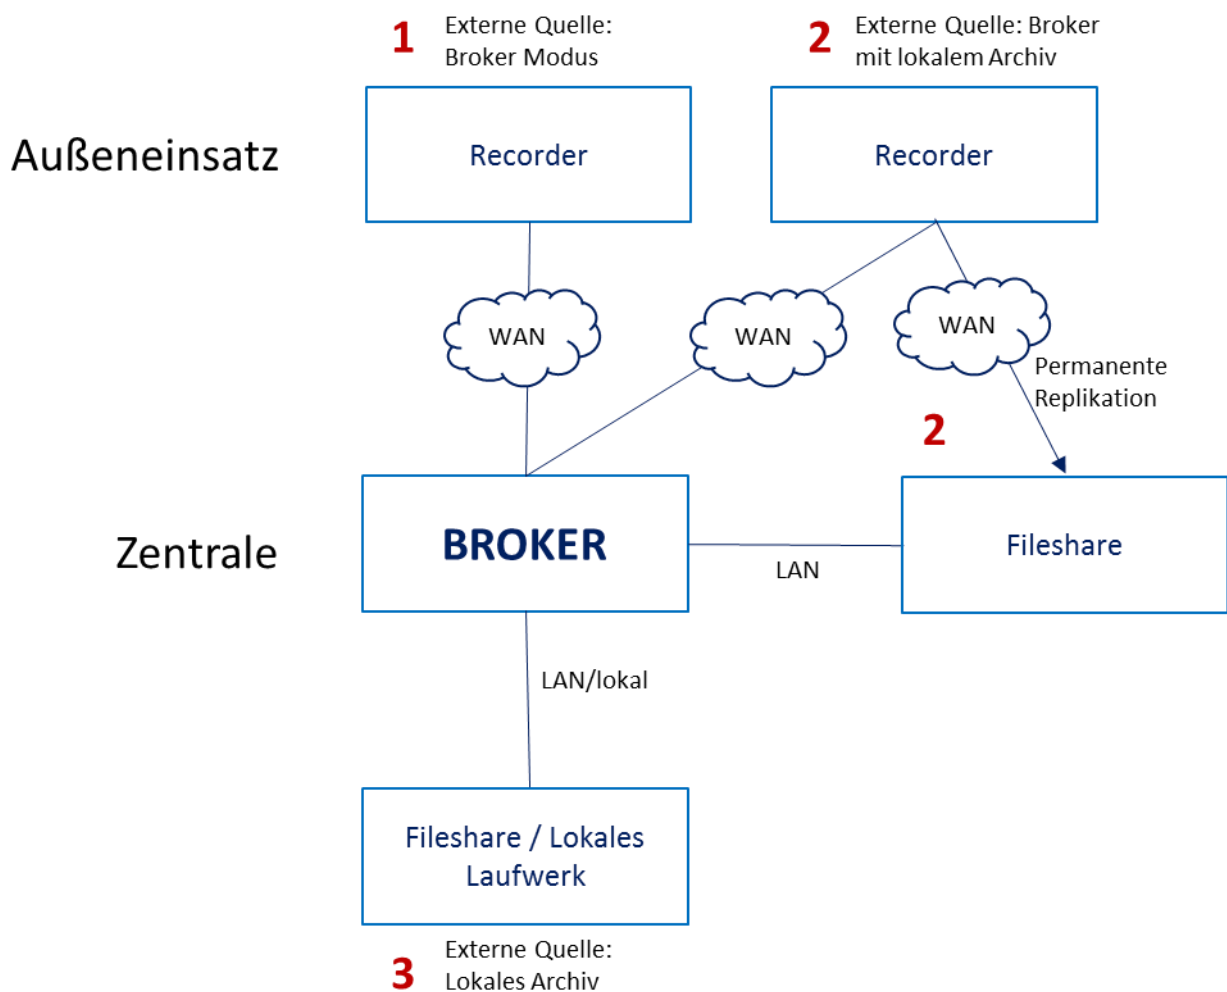 1
Externe Quelle:
Broker Modus
2
Externe Quelle: Broker
mit lokalem Archiv
Außeneinsatz
Recorder
Recorder
WAN
WAN
WAN
Permanente
Replikation
2
Zentrale
BROKER
LAN
Fileshare
LAN/lokal
Fileshare / Lokales
Laufwerk
3
Externe Quelle:
Lokales Archiv